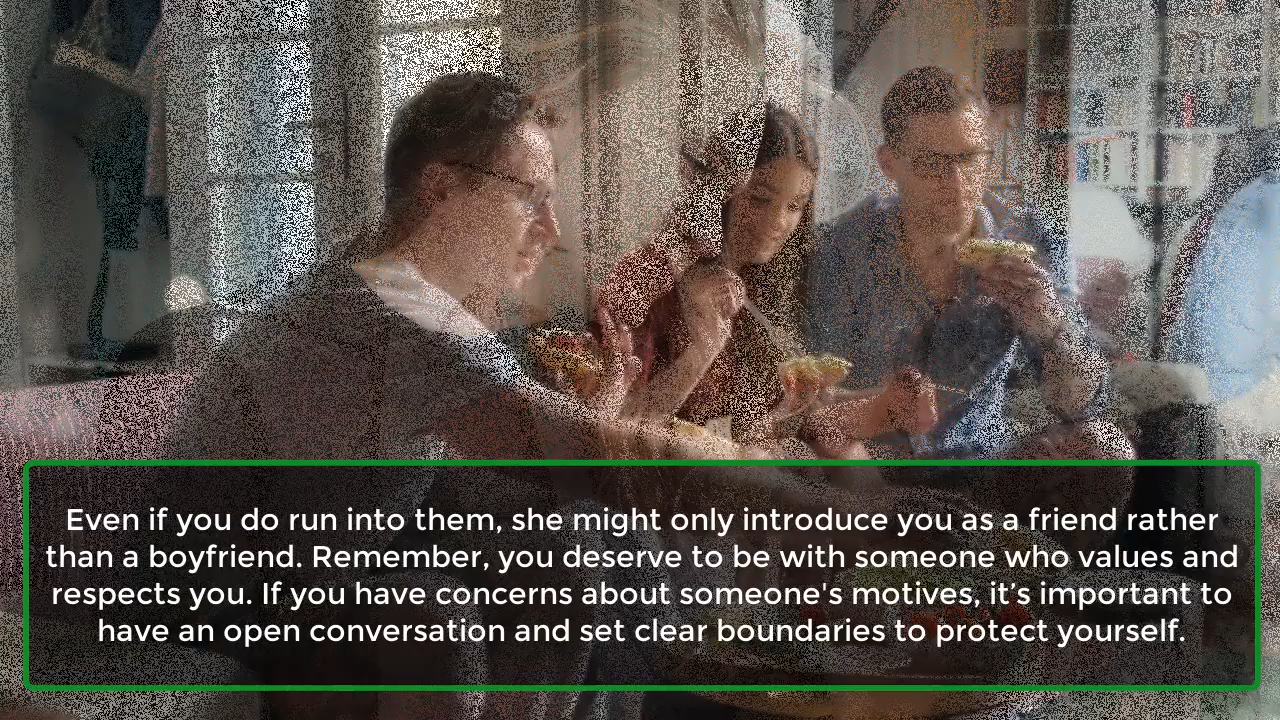 Even if you do run into them, she might only introduce you as a friend rather
than a boyfriend. Remember, you deserve to be with someone who values and
respects you. If you have concerns about someone's motives, it’s important to
have an open conversation and set clear boundaries to protect yourself.